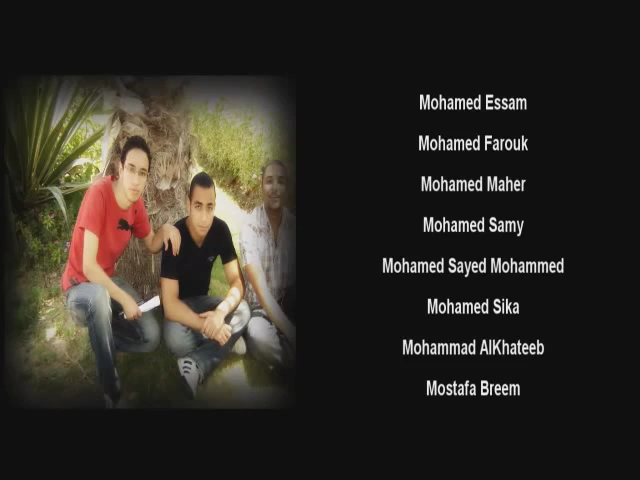 Mohamed Essam
Mohamed Farouk
Mohamed Maher
Mohamed Samy
Mohamed Sayed Mohammed
Mohamed Sika
Mohammad AlKhateeb
Mostafa Breem